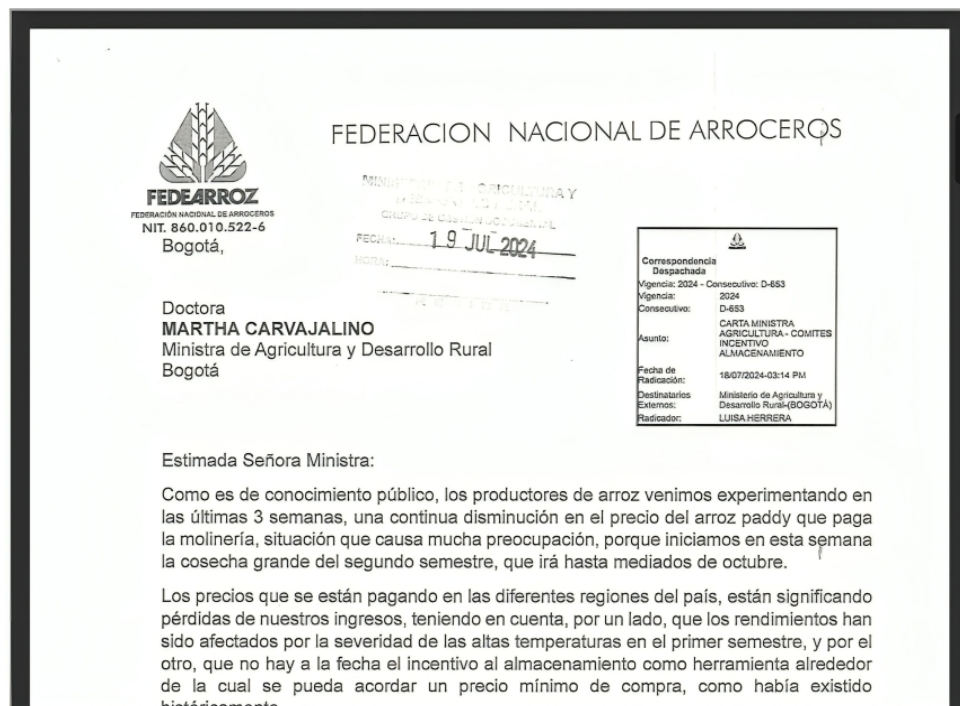 FEDERACION NACIONAL DE ARROCEROS
FEDEARROZ
FEDERACIÓN NACIONAL DE ARROCEROS
NIT. 860.010.522-6
Bogotá,
FECHA: 19 JUL 2024
HORA:
Correspondencia
Despachada
Vigencia: 2024 - Consecutivo: D-653
Vigencia: 2024
Consecutivo: D-653
Asunto: CARTA MINISTRA
AGRICULTURA - COMITES
INCENTIVO
ALMACENAMIENTO
Fecha de
Radicación: 18/07/2024-03:14 PM
Destinatarios
Externos: Ministerio de Agricultura y
Desarrollo Rural-(BOGOTÁ)
Radicador: LUISA HERRERA
Doctora
MARTHA CARVAJALINO
Ministra de Agricultura y Desarrollo Rural
Bogotá
Estimada Señora Ministra:
Como es de conocimiento público, los productores de arroz venimos experimentando en
las últimas 3 semanas, una continua disminución en el precio del arroz paddy que paga
la molinería, situación que causa mucha preocupación, porque iniciamos en esta semana
la cosecha grande del segundo semestre, que irá hasta mediados de octubre.
Los precios que se están pagando en las diferentes regiones del país, están significando
pérdidas de nuestros ingresos, teniendo en cuenta, por un lado, que los rendimientos han
sido afectados por la severidad de las altas temperaturas en el primer semestre, y por el
otro, que no hay a la fecha el incentivo al almacenamiento como herramienta alrededor
de la cual se pueda acordar un precio mínimo de compra, como había existido